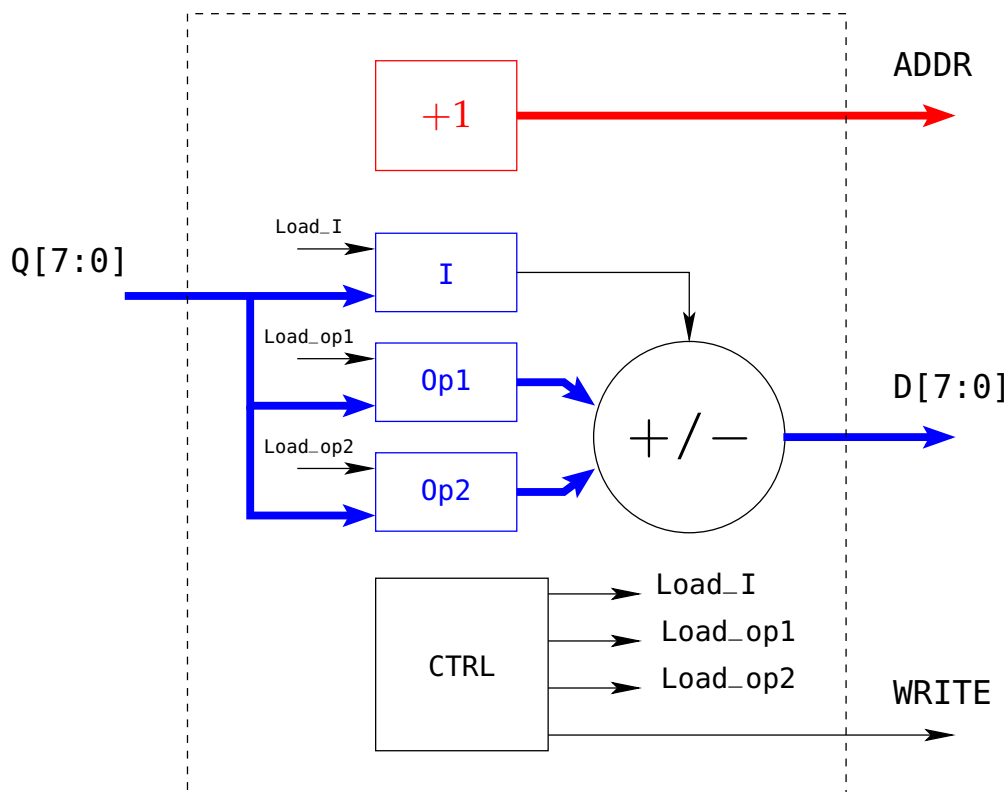 ADDR
+1
Load_I
Q[7:0]
I
Load_op1
Op1
D[7:0]
+/−
Load_op2
Op2
Load_I
Load_op1
CTRL
Load_op2
WRITE